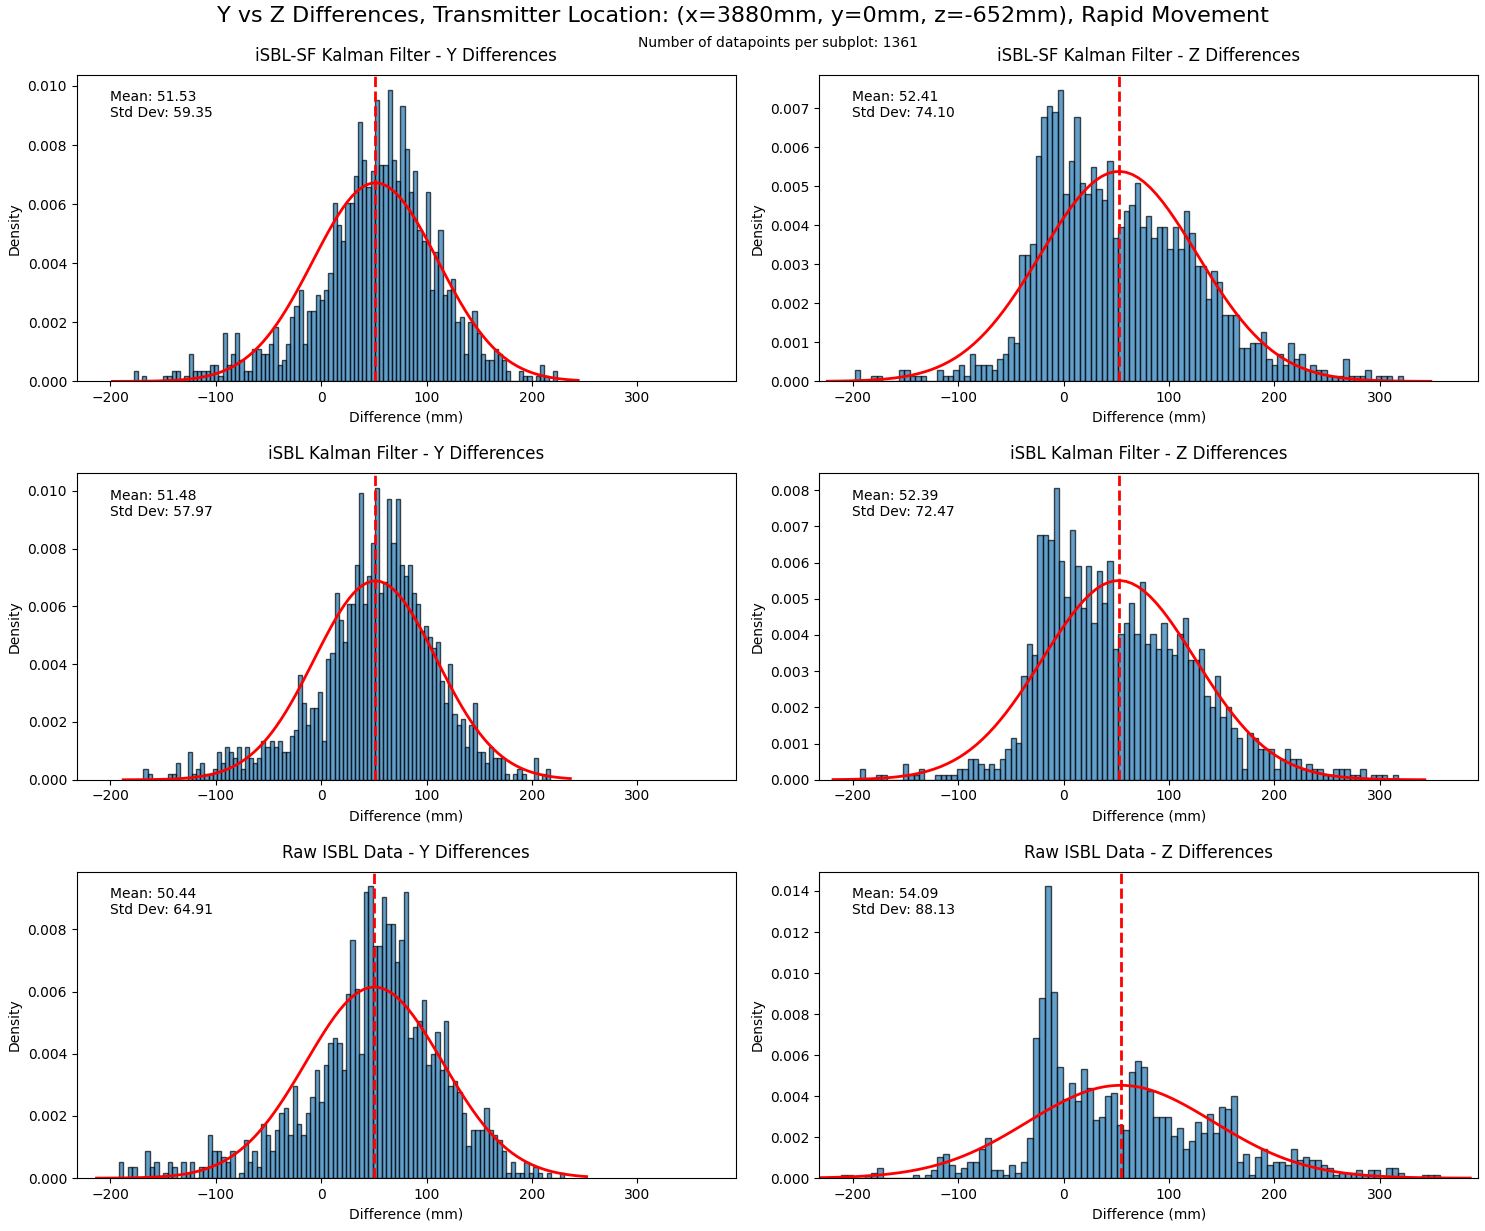 Y vs Z Differences, Transmitter Location: (x=3880mm, y=0mm, z=-652mm), Rapid Movement
Number of datapoints per subplot: 1361
iSBL-SF Kalman Filter - Y Differences
Mean: 51.53
Std Dev: 59.35
0.010
0.008
0.006
0.004
0.002
0.000
Density
−200 −100 0 100 200 300
Difference (mm)
iSBL-SF Kalman Filter - Z Differences
Mean: 52.41
Std Dev: 74.10
0.007
0.006
0.005
0.004
0.003
0.002
0.001
0.000
Density
−200 −100 0 100 200 300
Difference (mm)
iSBL Kalman Filter - Y Differences
Mean: 51.48
Std Dev: 57.97
0.010
0.008
0.006
0.004
0.002
0.000
Density
−200 −100 0 100 200 300
Difference (mm)
iSBL Kalman Filter - Z Differences
Mean: 52.39
Std Dev: 72.47
0.008
0.007
0.006
0.005
0.004
0.003
0.002
0.001
0.000
Density
−200 −100 0 100 200 300
Difference (mm)
Raw ISBL Data - Y Differences
Mean: 50.44
Std Dev: 64.91
0.008
0.006
0.004
0.002
0.000
Density
−200 −100 0 100 200 300
Difference (mm)
Raw ISBL Data - Z Differences
Mean: 54.09
Std Dev: 88.13
0.014
0.012
0.010
0.008
0.006
0.004
0.002
0.000
Density
−200 −100 0 100 200 300
Difference (mm)